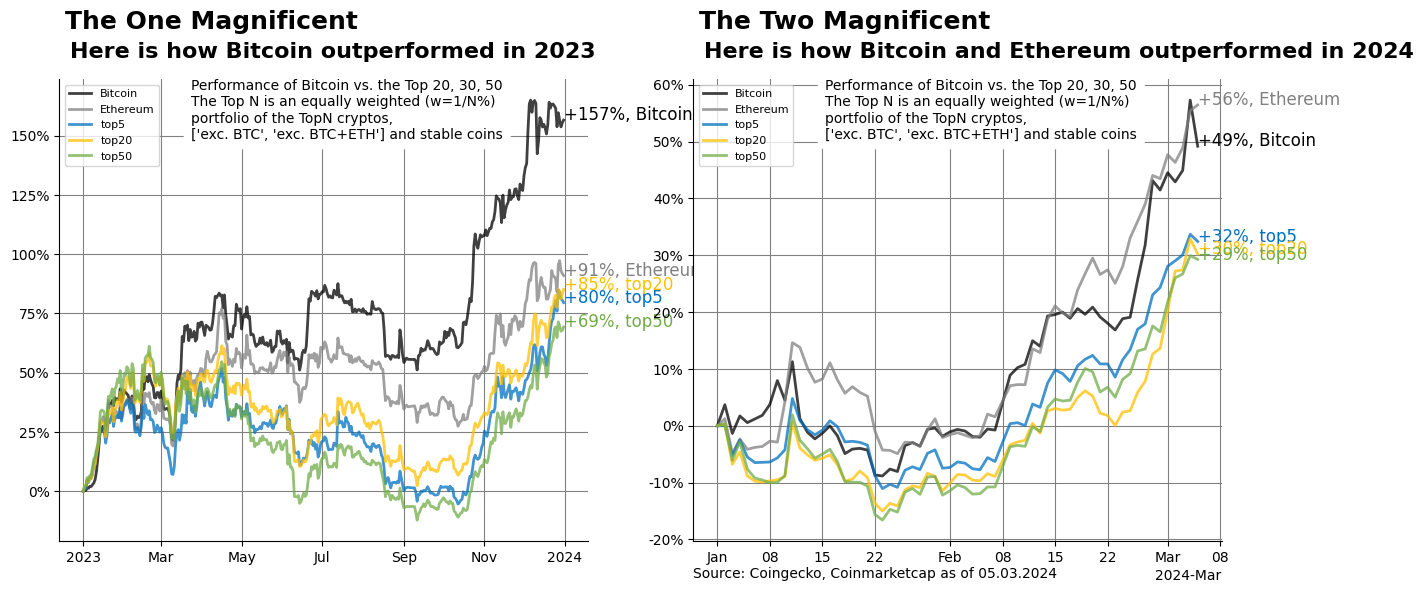 The One Magnificent
Here is how Bitcoin outperformed in 2023
Bitcoin
Ethereum
top5
top20
top50
Performance of Bitcoin vs. the Top 20, 30, 50
The Top N is an equally weighted (w=1/N%)
portfolio of the TopN cryptos,
['exc. BTC', 'exc. BTC+ETH'] and stable coins
150%
125%
100%
75%
50%
25%
0%
+157%, Bitcoin
+91%, Ethereum
+85%, top20
+80%, top5
+69%, top50
2023
Mar
May
Jul
Sep
Nov
2024
The Two Magnificent
Here is how Bitcoin and Ethereum outperformed in 2024
Bitcoin
Ethereum
top5
top20
top50
Performance of Bitcoin vs. the Top 20, 30, 50
The Top N is an equally weighted (w=1/N%)
portfolio of the TopN cryptos,
['exc. BTC', 'exc. BTC+ETH'] and stable coins
60%
50%
40%
30%
20%
10%
0%
-10%
-20%
+56%, Ethereum
+49%, Bitcoin
+32%, top5
top20
+29%, top50
Jan
08
15
22
Feb
08
15
22
Mar
08
2024-Mar
Source: Coingecko, Coinmarketcap as of 05.03.2024